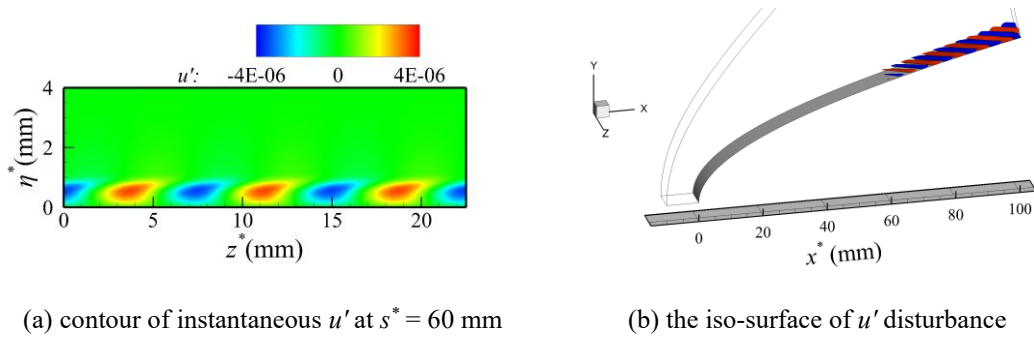 u′: -4E-06 0 4E-06
η* (mm)
4
2
0
0 5 10 15 20
z* (mm)
Y
X
Z
0 20 40 60 80 100
x* (mm)
(a) contour of instantaneous u′ at s* = 60 mm
(b) the iso-surface of u′ disturbance